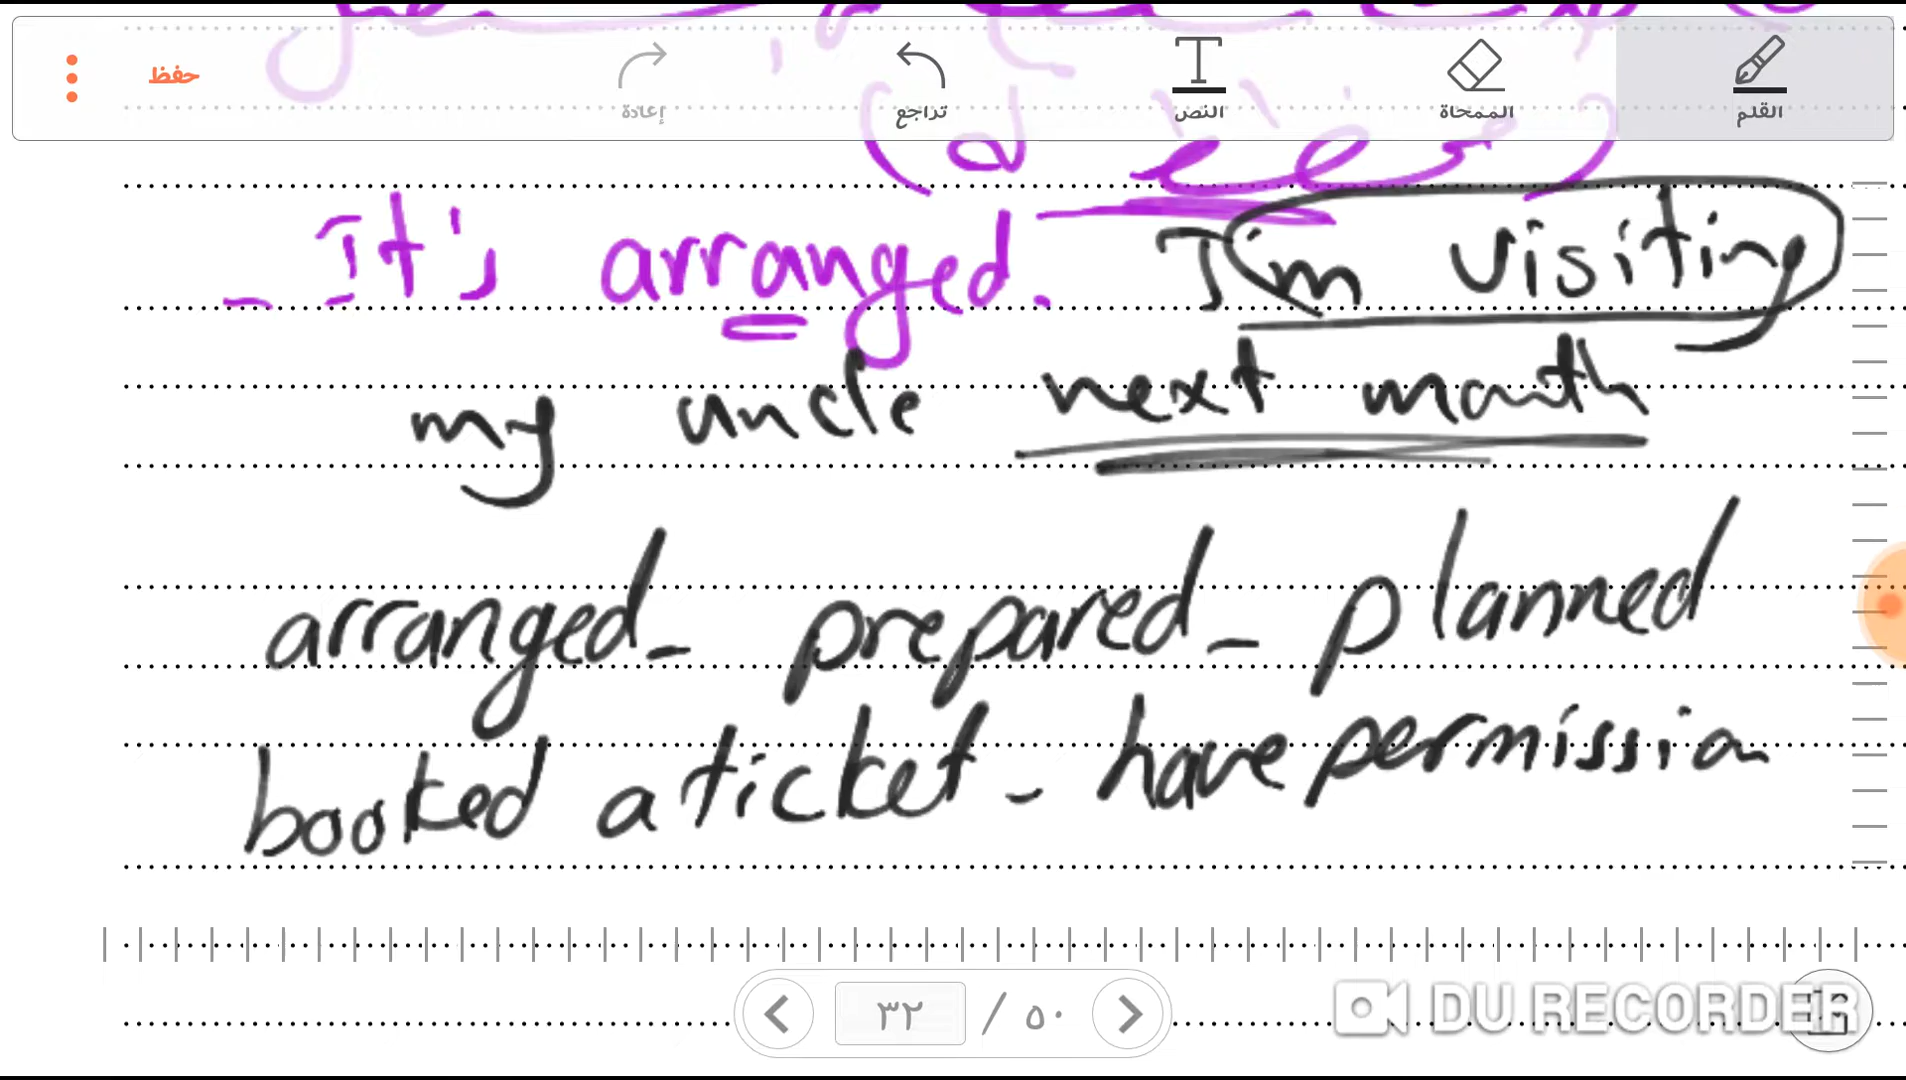 حفظ
إعادة
تراجع
النص
الممحاة
القلم
- It's arranged. I'm visiting
my uncle next month
arranged - prepared - planned
booked a ticket - have permission
٣٢ / ٥٠
DU RECORDER